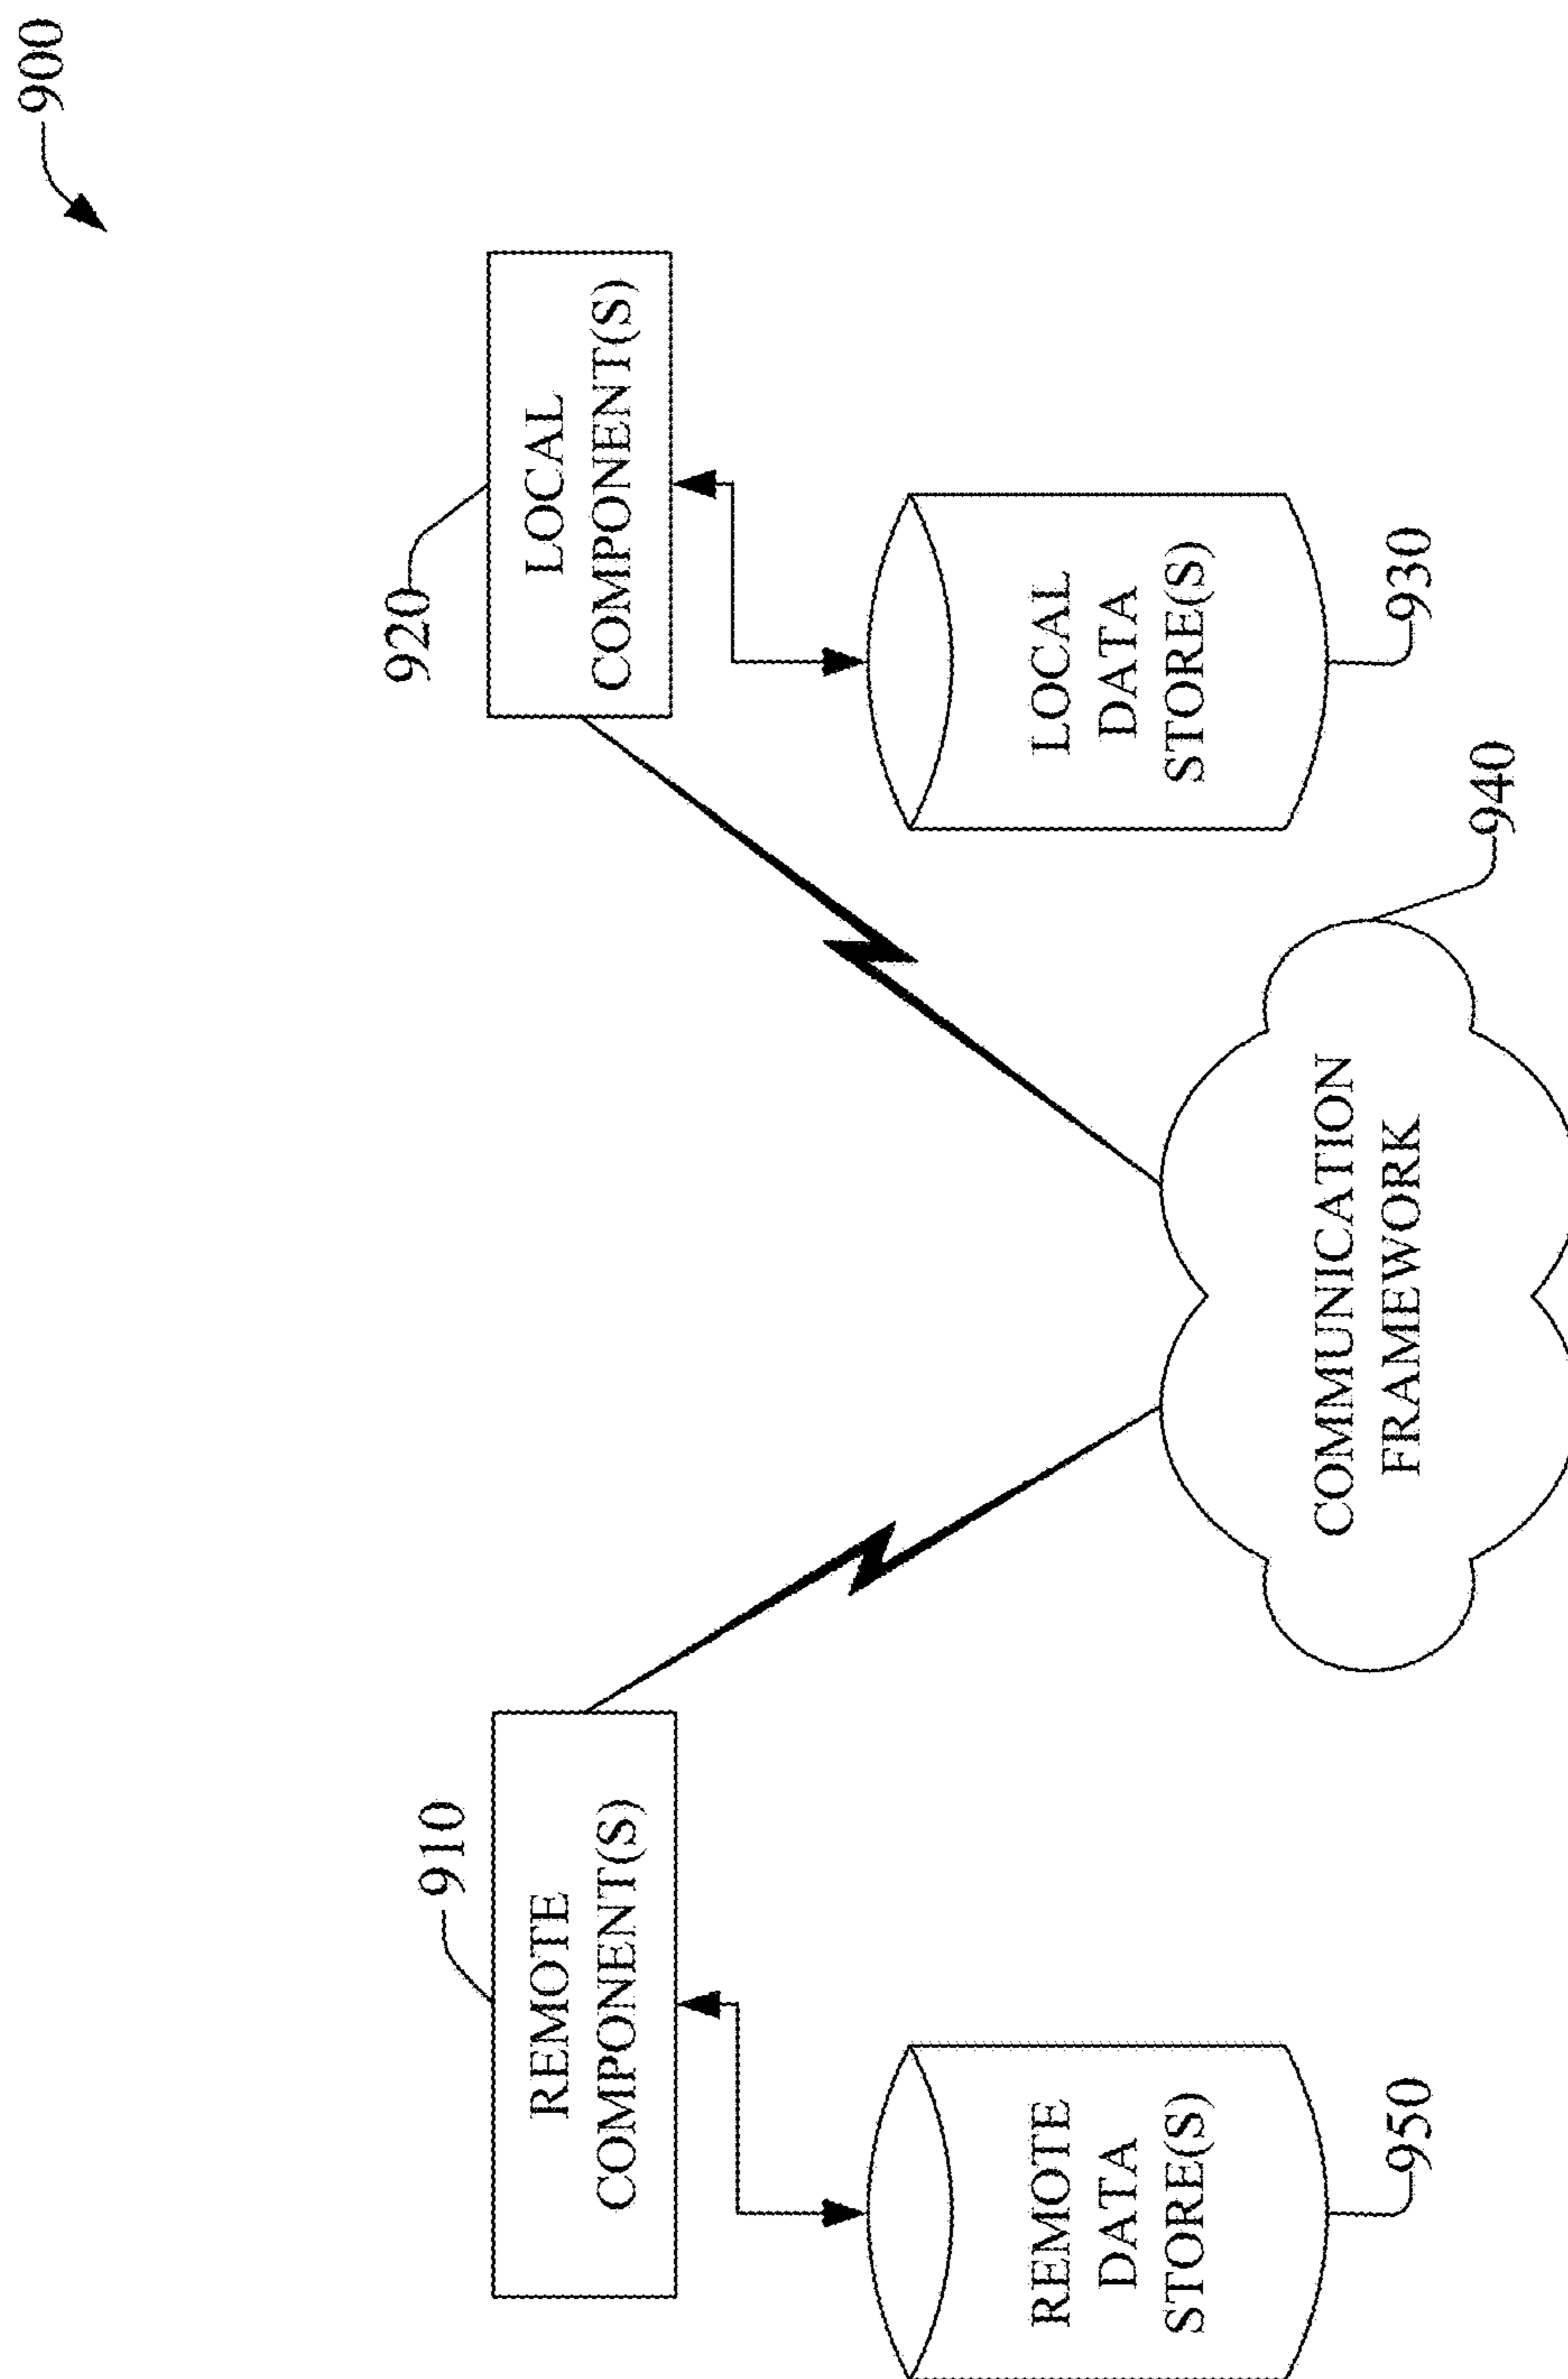 900
910
REMOTE
COMPONENT(S)
920
LOCAL
COMPONENT(S)
REMOTE
DATA
STORE(S)
950
COMMUNICATION
FRAMEWORK
940
LOCAL
DATA
STORE(S)
930